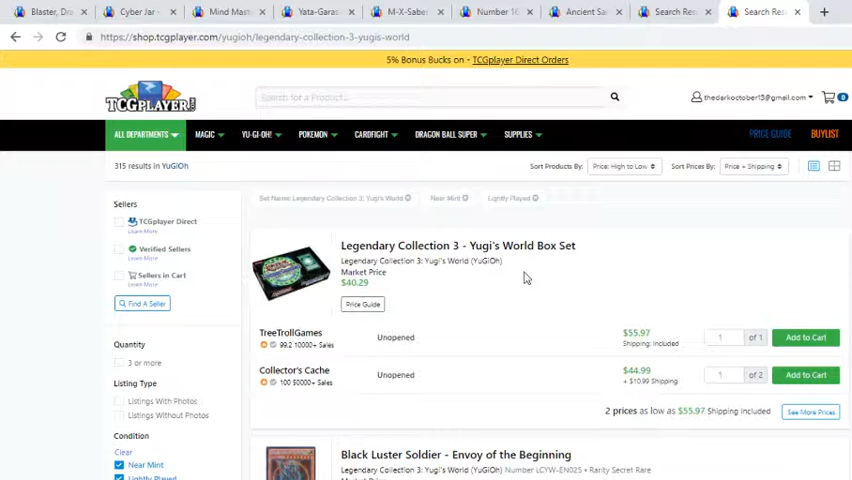 Blaster, Dra
Cyber Jar -
Mind Maste
Yata-Garas
M-X-Saber
Number 16
Ancient Sa
Search Res
Search Res
https://shop.tcgplayer.com/yugioh/legendary-collection-3-yugis-world
5% Bonus Bucks on - TCGplayer Direct Orders
TCGPLAYER.COM
Search for a Product...
thedarkoctober13@gmail.com
0
ALL DEPARTMENTS
MAGIC
YU-GI-OH!
POKEMON
CARDFIGHT
DRAGON BALL SUPER
SUPPLIES
PRICE GUIDE
BUYLIST
315 results in YuGiOh
Sort Products By: Price: High to Low
Sort Prices By: Price + Shipping
Set Name: Legendary Collection 3: Yugi's World
Near Mint
Lightly Played
Sellers
TCGplayer Direct
Learn More
Verified Sellers
Learn More
Sellers in Cart
Learn More
Find A Seller
Quantity
3 or more
Listing Type
Listings With Photos
Listings Without Photos
Condition
Clear
Near Mint
Lightly Played
Legendary Collection 3 - Yugi's World Box Set
Legendary Collection 3: Yugi's World (YuGiOh)
Market Price
$40.29
Price Guide
TreeTrollGames
99.2 10000+ Sales
Unopened
$55.97
Shipping: Included
1 of 1
Add to Cart
Collector's Cache
100 50000+ Sales
Unopened
$44.99
+ $10.99 Shipping
1 of 2
Add to Cart
2 prices as low as $55.97 Shipping Included
See More Prices
Black Luster Soldier - Envoy of the Beginning
Legendary Collection 3: Yugi's World (YuGiOh) Number LCYW-EN025 • Rarity Secret Rare
Market Price